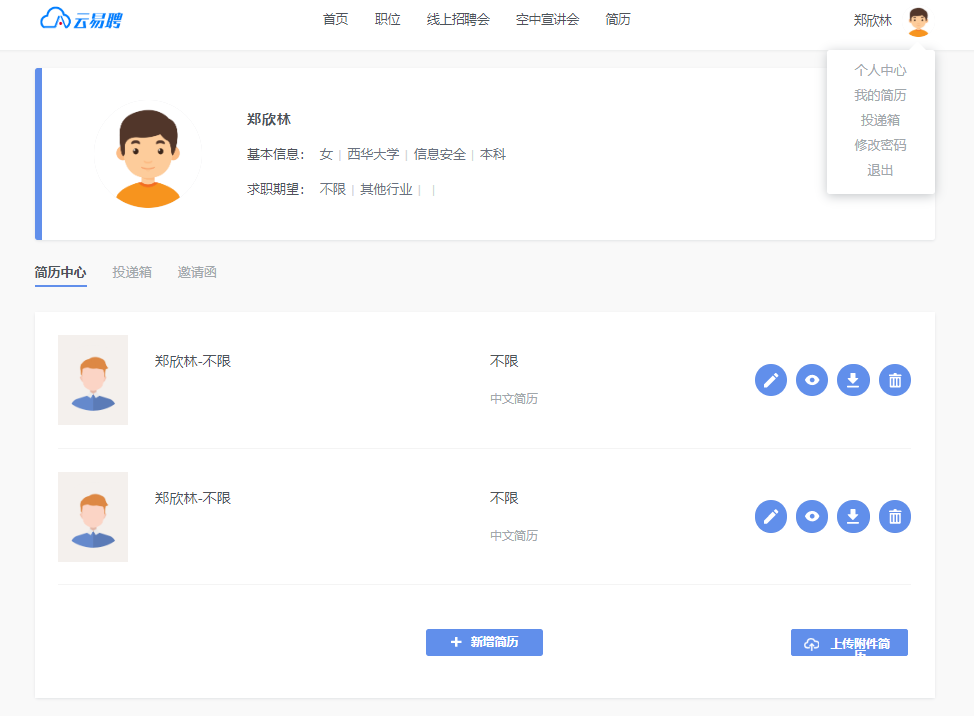 云易聘 首页 职位 线上招聘会 空中宣讲会 简历 郑欣林
个人中心
我的简历
投递箱
修改密码
退出
郑欣林
基本信息： 女 | 西华大学 | 信息安全 | 本科
求职期望： 不限 | 其他行业 | |
简历中心 投递箱 邀请函
郑欣林-不限 不限
中文简历
郑欣林-不限 不限
中文简历
新增简历 上传附件简
历